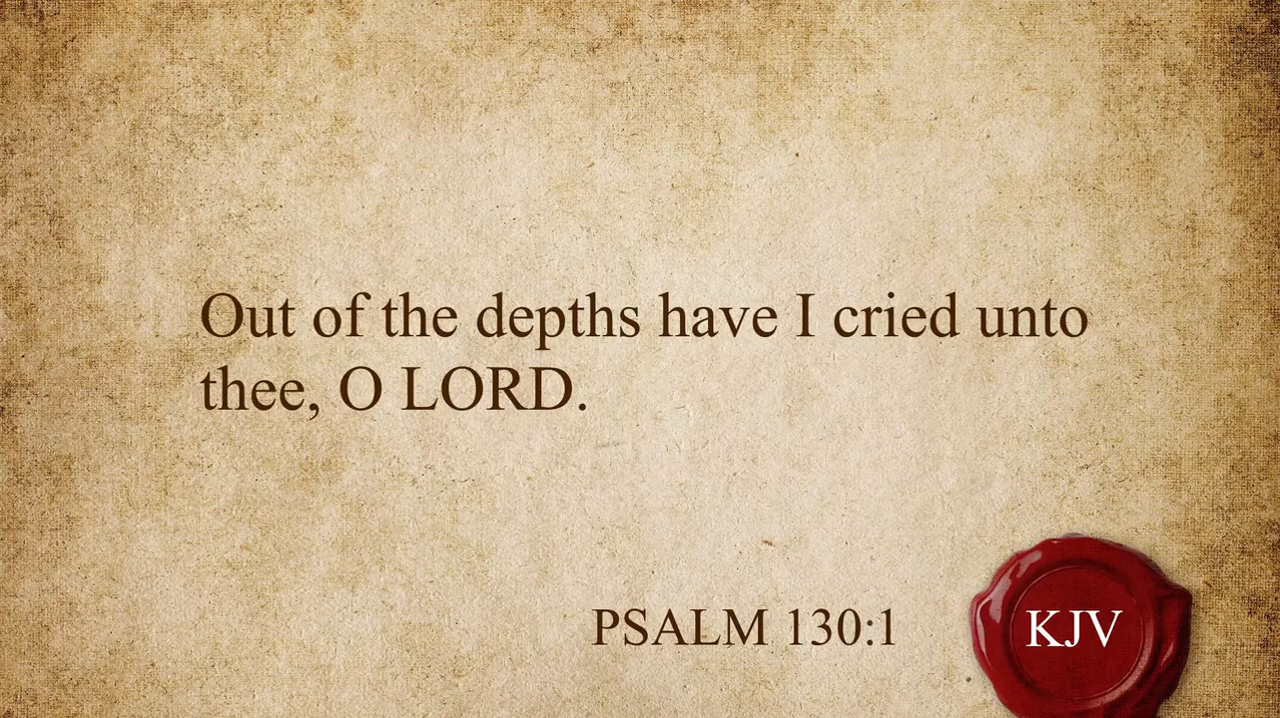 Out of the depths have I cried unto
thee, O LORD.
PSALM 130:1
KJV